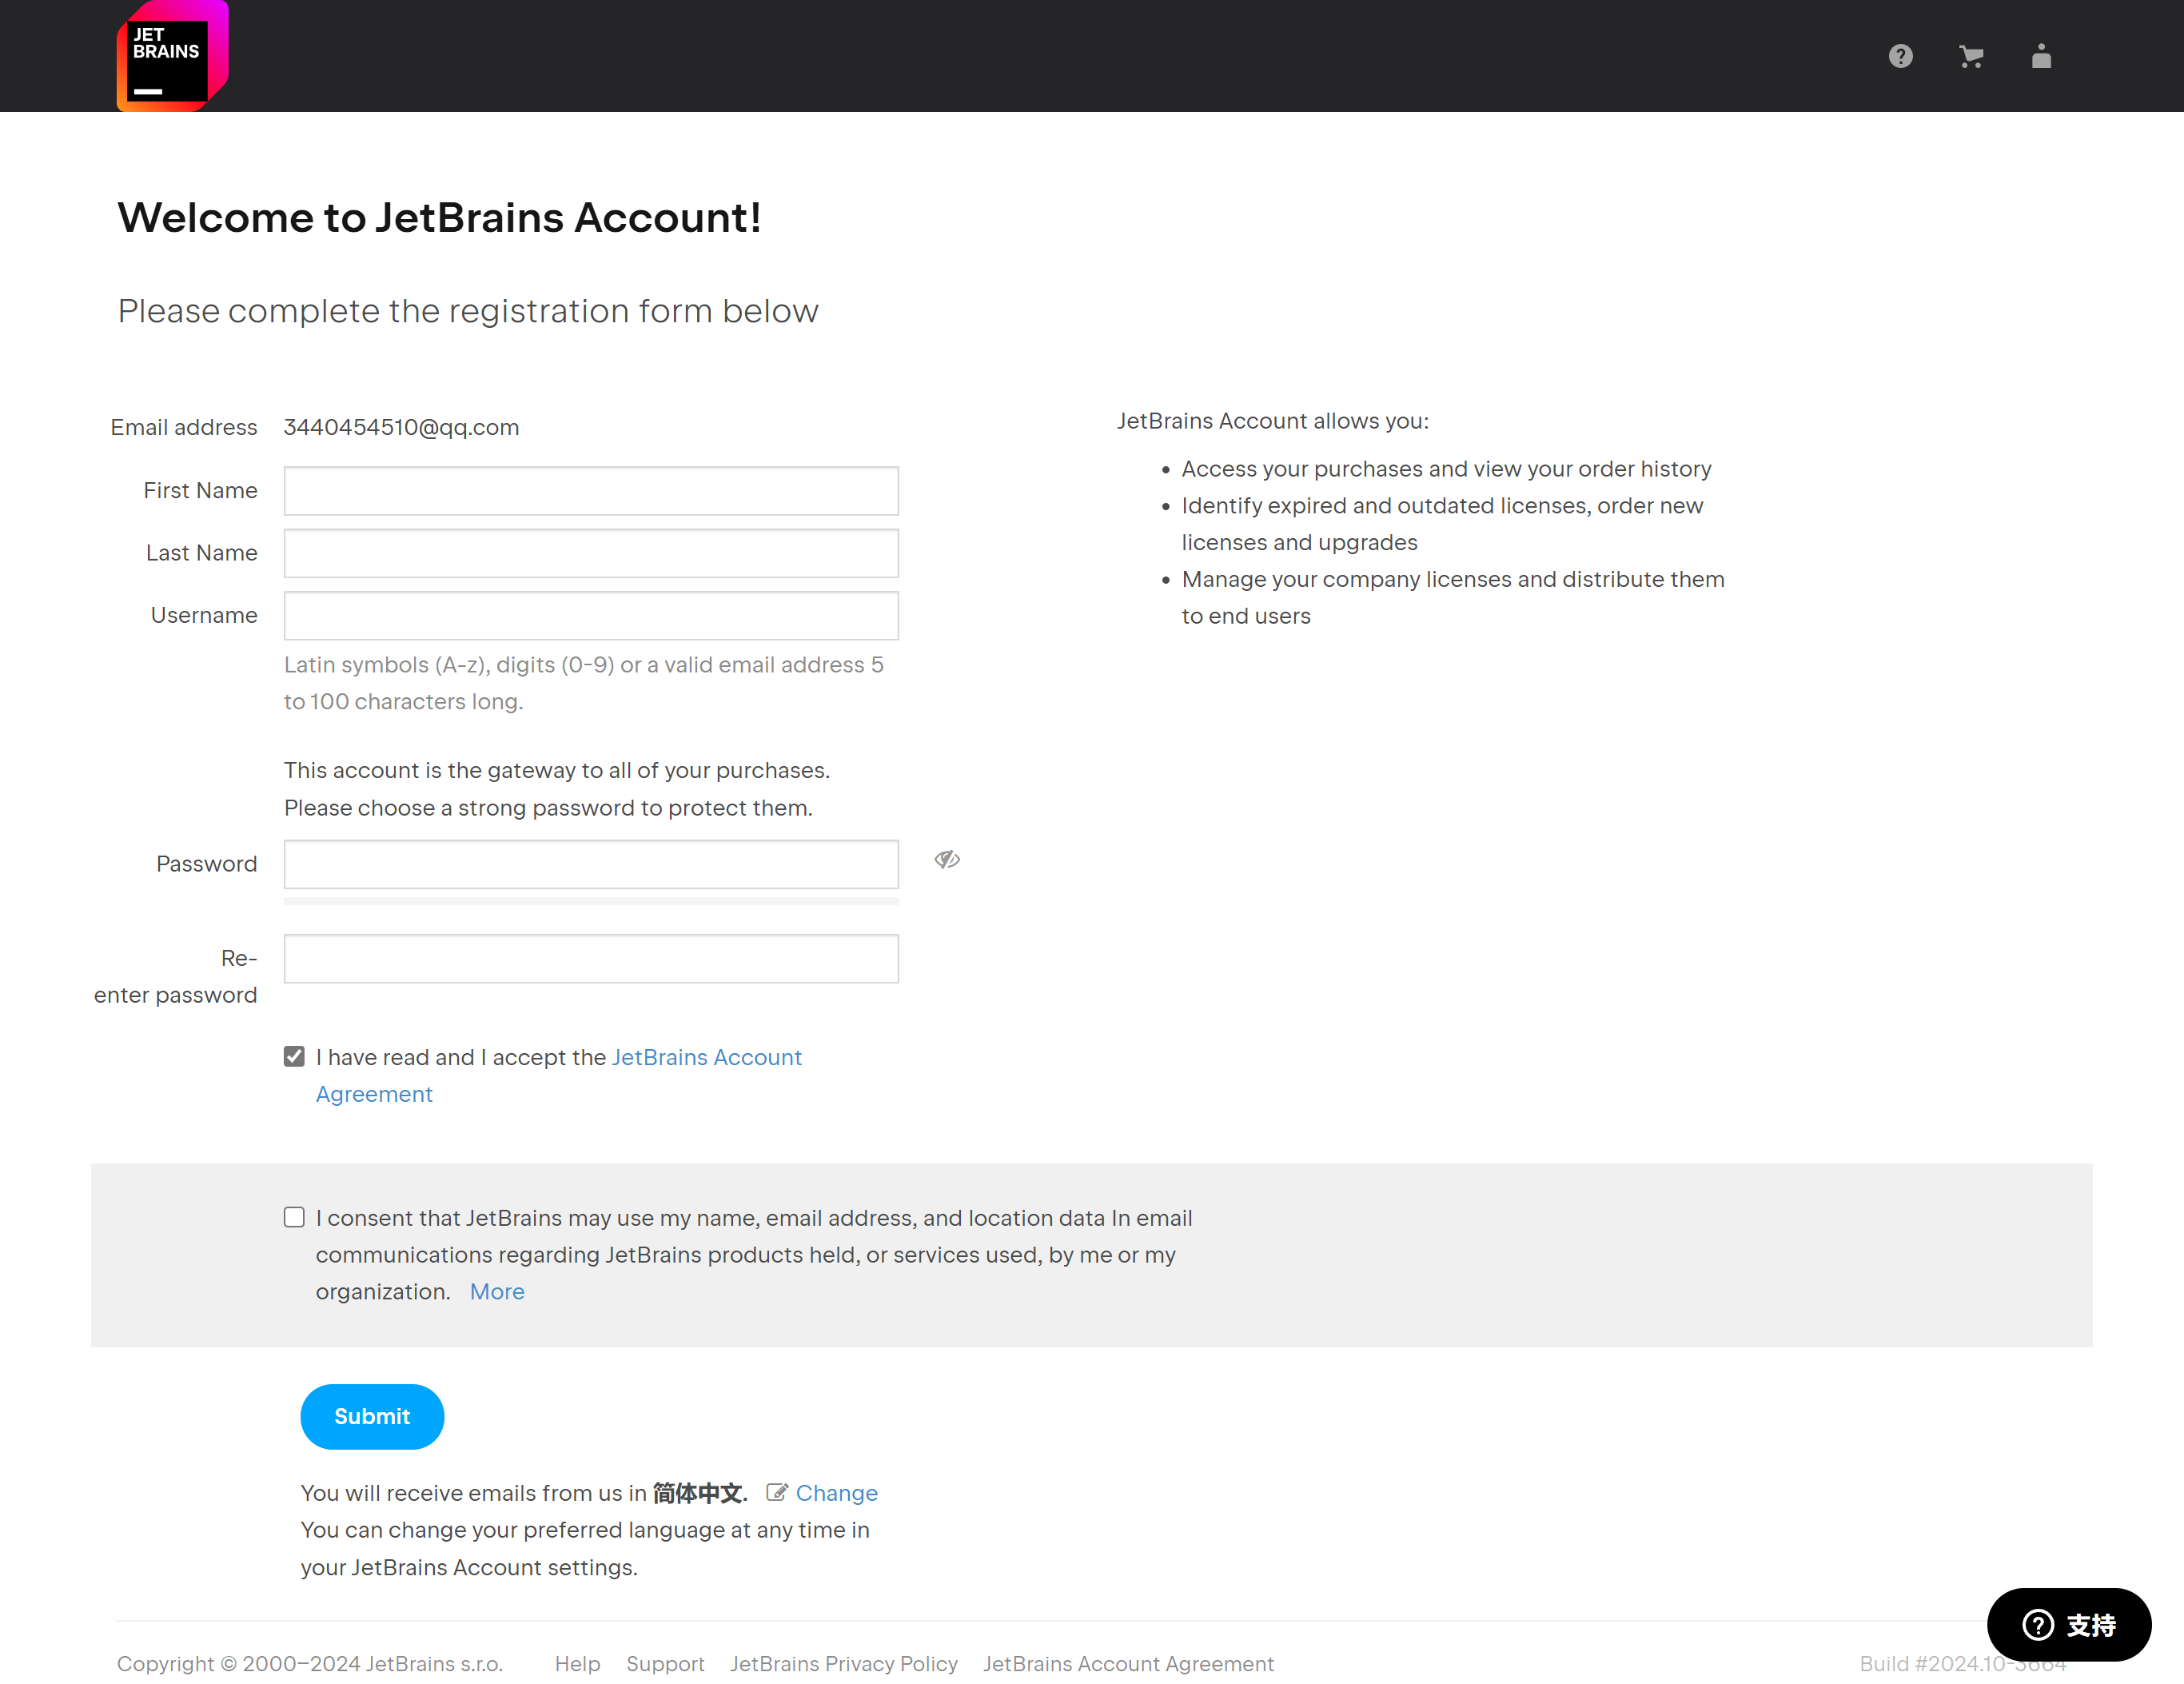 JET
BRAINS
Welcome to JetBrains Account!
Please complete the registration form below
Email address 3440454510@qq.com
First Name
Last Name
Username
Latin symbols (A-z), digits (0-9) or a valid email address 5
to 100 characters long.
This account is the gateway to all of your purchases.
Please choose a strong password to protect them.
Password
Re-
enter password
I have read and I accept the JetBrains Account
Agreement
JetBrains Account allows you:
• Access your purchases and view your order history
• Identify expired and outdated licenses, order new
licenses and upgrades
• Manage your company licenses and distribute them
to end users
I consent that JetBrains may use my name, email address, and location data In email
communications regarding JetBrains products held, or services used, by me or my
organization. More
Submit
You will receive emails from us in 简体中文. Change
You can change your preferred language at any time in
your JetBrains Account settings.
支持
Copyright © 2000–2024 JetBrains s.r.o. Help Support JetBrains Privacy Policy JetBrains Account Agreement Build #2024.10-3664